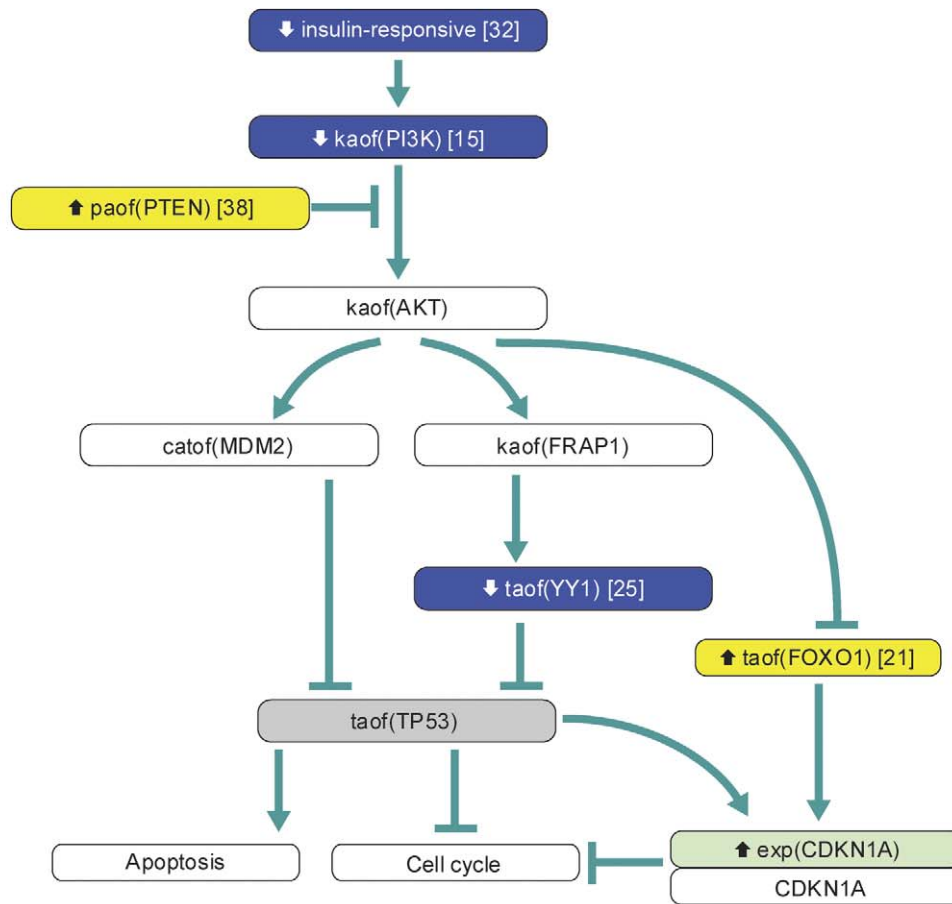 ⬇ insulin-responsive [32]
⬇ kaof(PI3K) [15]
⬆ paof(PTEN) [38]
kaof(AKT)
catof(MDM2)
kaof(FRAP1)
⬇ taof(YY1) [25]
⬆ taof(FOXO1) [21]
taof(TP53)
Apoptosis
Cell cycle
⬆ exp(CDKN1A)
CDKN1A